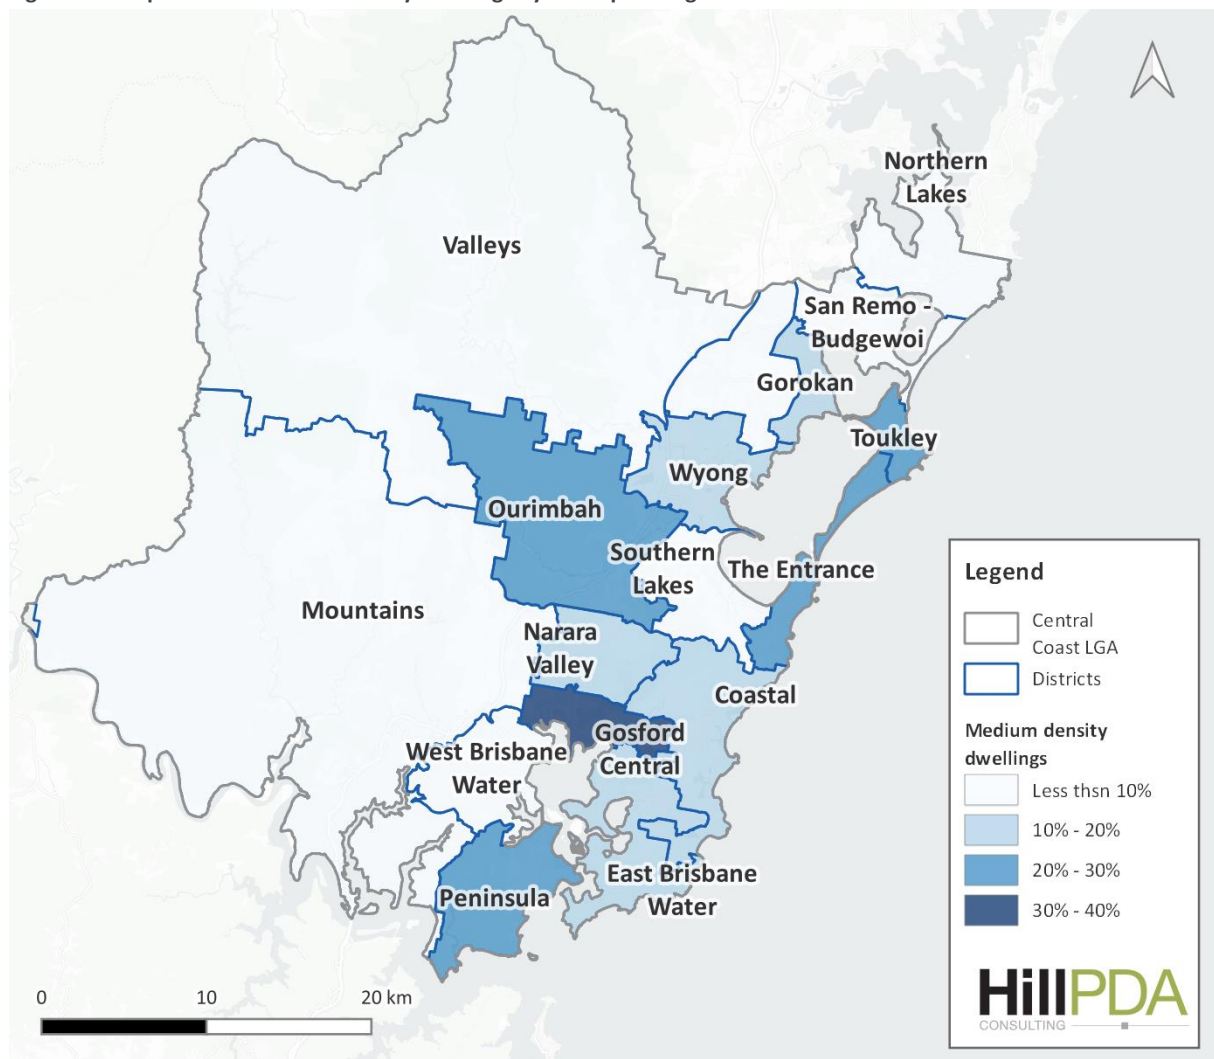 Northern
Lakes
Valleys
San Remo -
Budgewoi
Gorokan
Toukley
Wyong
Ourimbah
Southern
Lakes
The Entrance
Mountains
Narara
Valley
Coastal
Gosford
Central
West Brisbane
Water
East Brisbane
Water
Peninsula
0 10 20 km
Legend
Central
Coast LGA
Districts
Medium density
dwellings
Less thsn 10%
10% - 20%
20% - 30%
30% - 40%
HillPDA
CONSULTING